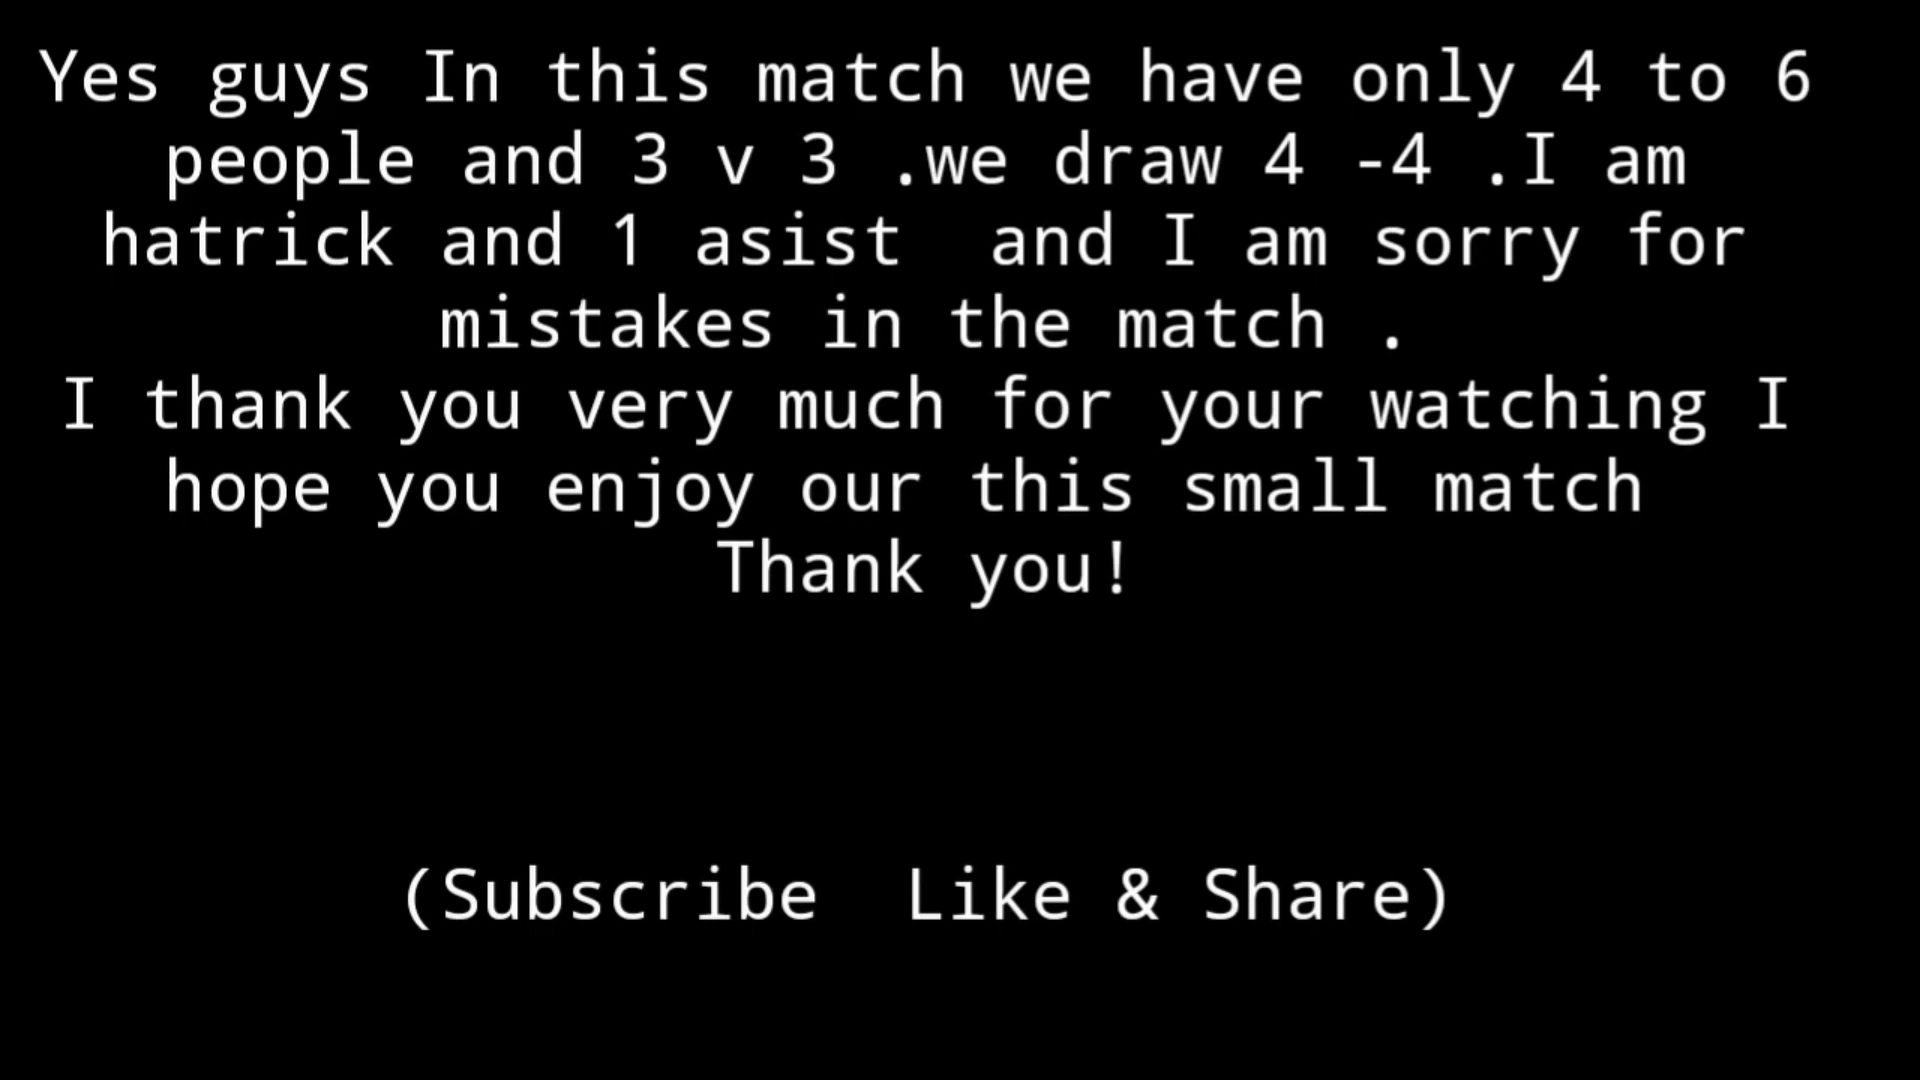 Yes guys In this match we have only 4 to 6
people and 3 v 3 .we draw 4 -4 .I am
hatrick and 1 asist  and I am sorry for
mistakes in the match .
I thank you very much for your watching I
hope you enjoy our this small match
Thank you!
(Subscribe  Like & Share)